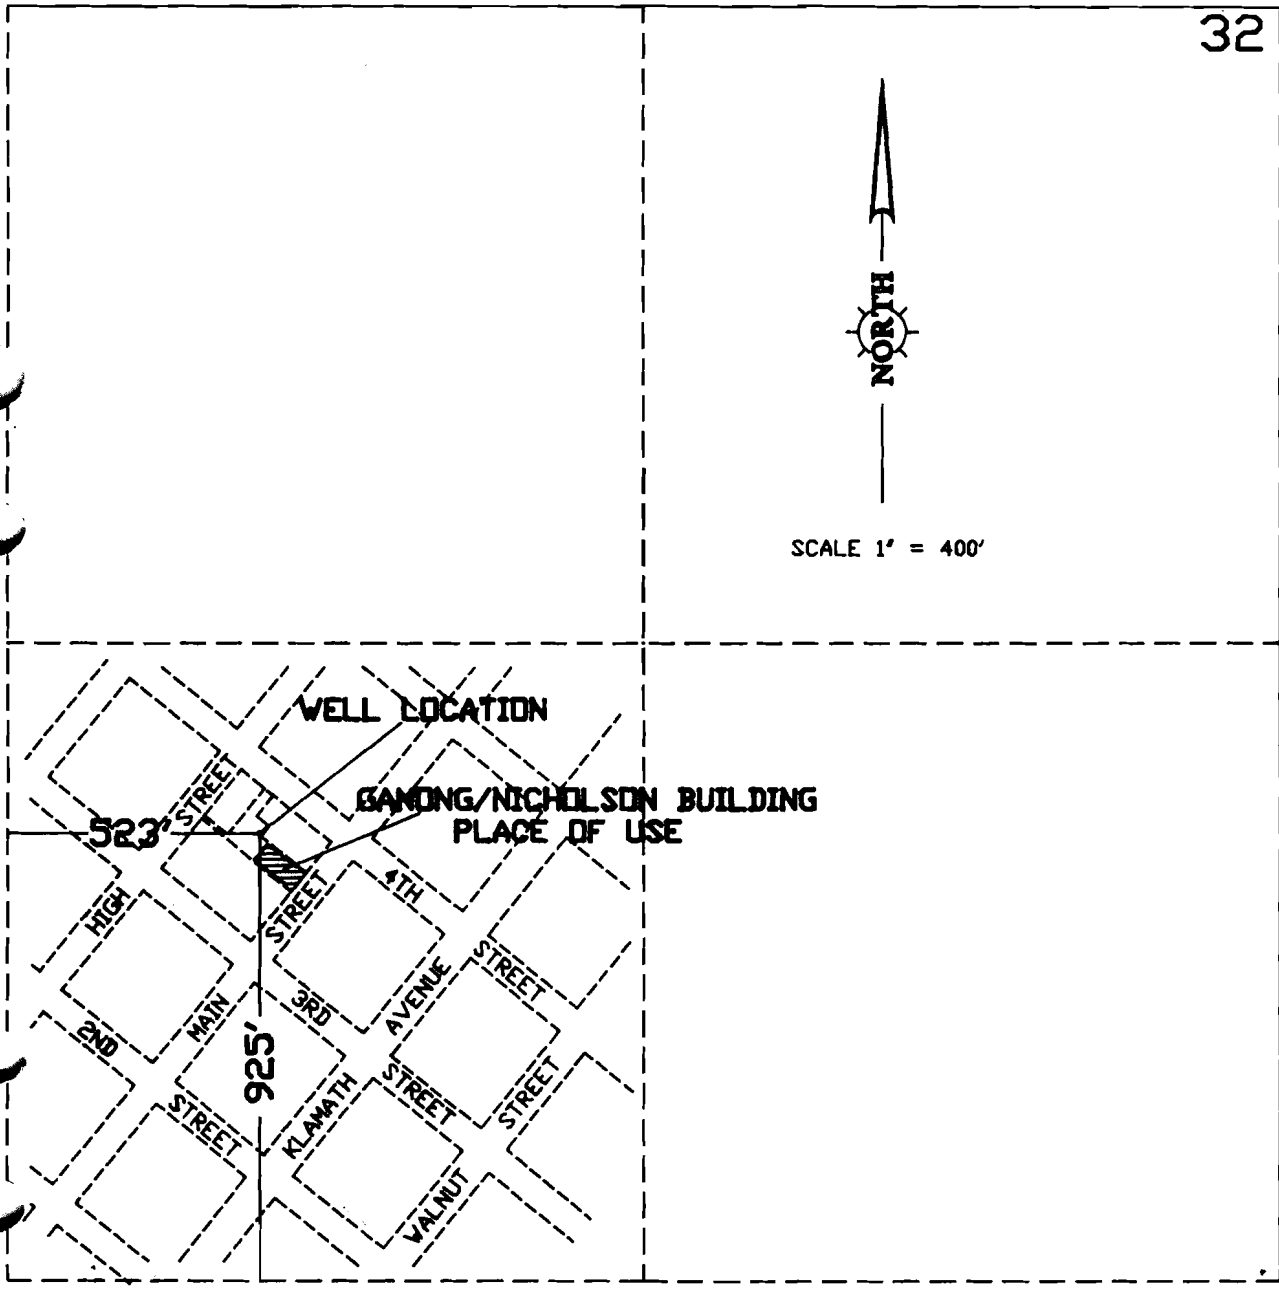 32
NORTH
SCALE 1" = 400'
WELL LOCATION
GANONG/NICHOLSON BUILDING
PLACE OF USE
523'
STREET
HIGH
4TH
STREET
STREET
AVENUE
3RD
MAIN
2ND
925'
STREET
STREET
STREET
KLAMATH
WALNUT